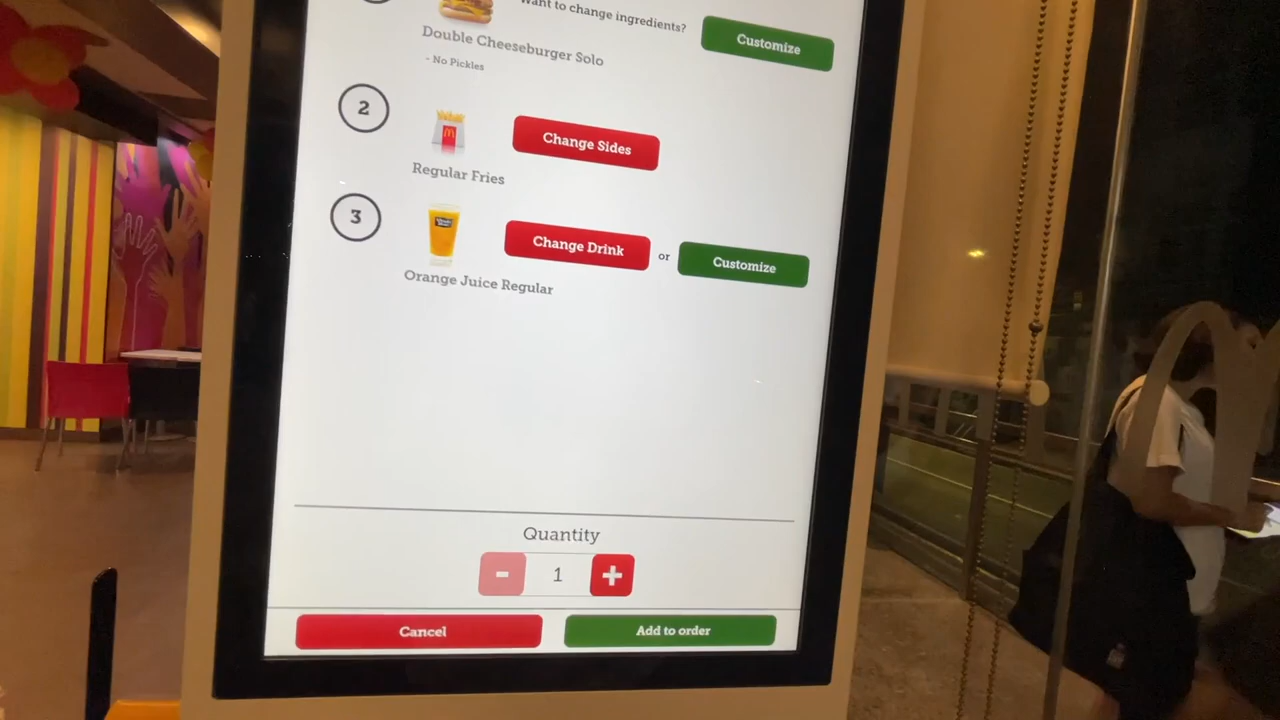 Want to change ingredients?
Customize
Double Cheeseburger Solo
- No Pickles
2
Change Sides
Regular Fries
3
Change Drink
or
Customize
Orange Juice Regular
Quantity
-
1
+
Cancel
Add to order